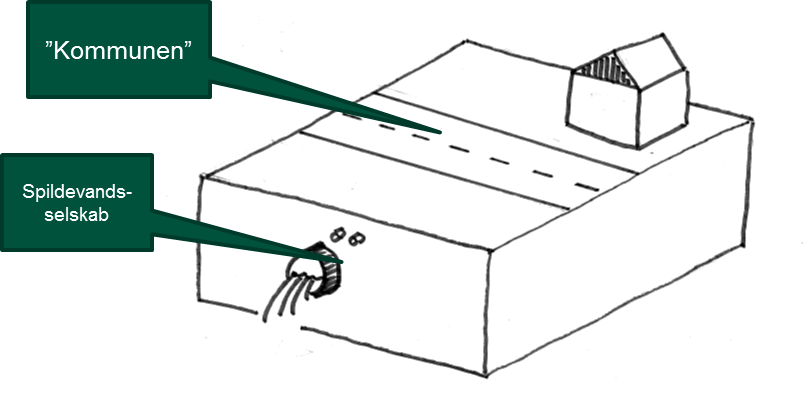 ”Kommunen”
Spildevands-
selskab